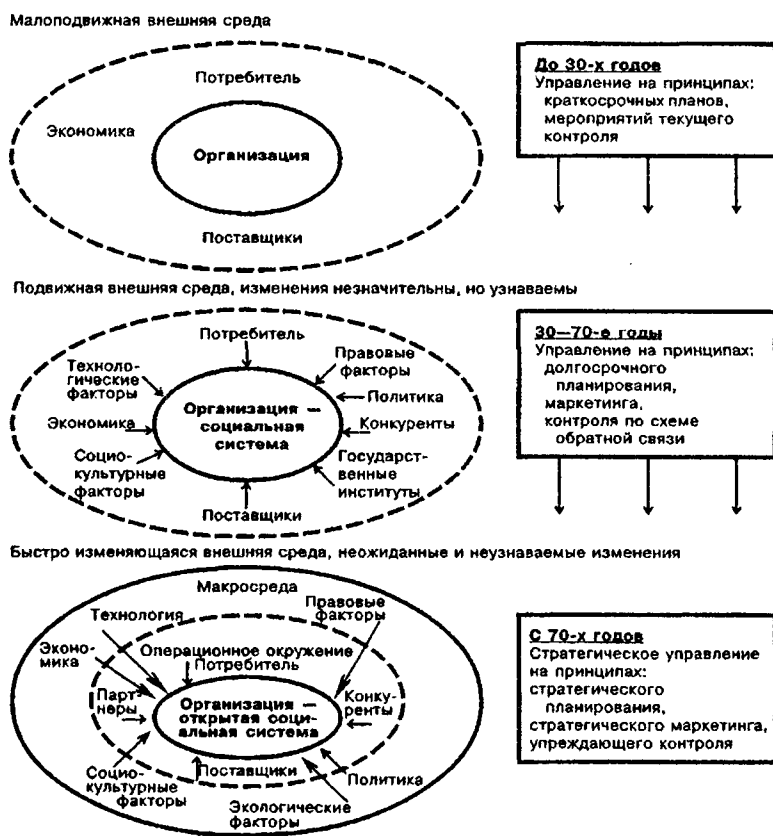 Малоподвижная внешняя среда
Потребитель
Экономика
Организация
Поставщики
До 30-х годов
Управление на принципах:
краткосрочных планов,
мероприятий текущего
контроля
Подвижная внешняя среда, изменения незначительны, но узнаваемы
Потребитель
Техноло-
гические
факторы
Правовые
факторы
Политика
Экономика
Организация —
социальная
система
Конкуренты
Социо-
культурные
факторы
Государст-
венные
институты
Поставщики
30—70-е годы
Управление на принципах:
долгосрочного
планирования,
маркетинга,
контроля по схеме
обратной связи
Быстро изменяющаяся внешняя среда, неожиданные и неузнаваемые изменения
Макросреда
Технология
Правовые
факторы
Эконо-
мика
Операционное окружение
Потребитель
Парт-
неры
Организация —
открытая соци-
альная система
Конку-
ренты
Социо-
культурные
факторы
Поставщики
Политика
Экологические
факторы
С 70-х годов
Стратегическое управление
на принципах:
стратегического
планирования,
стратегического маркетинга,
упреждающего контроля